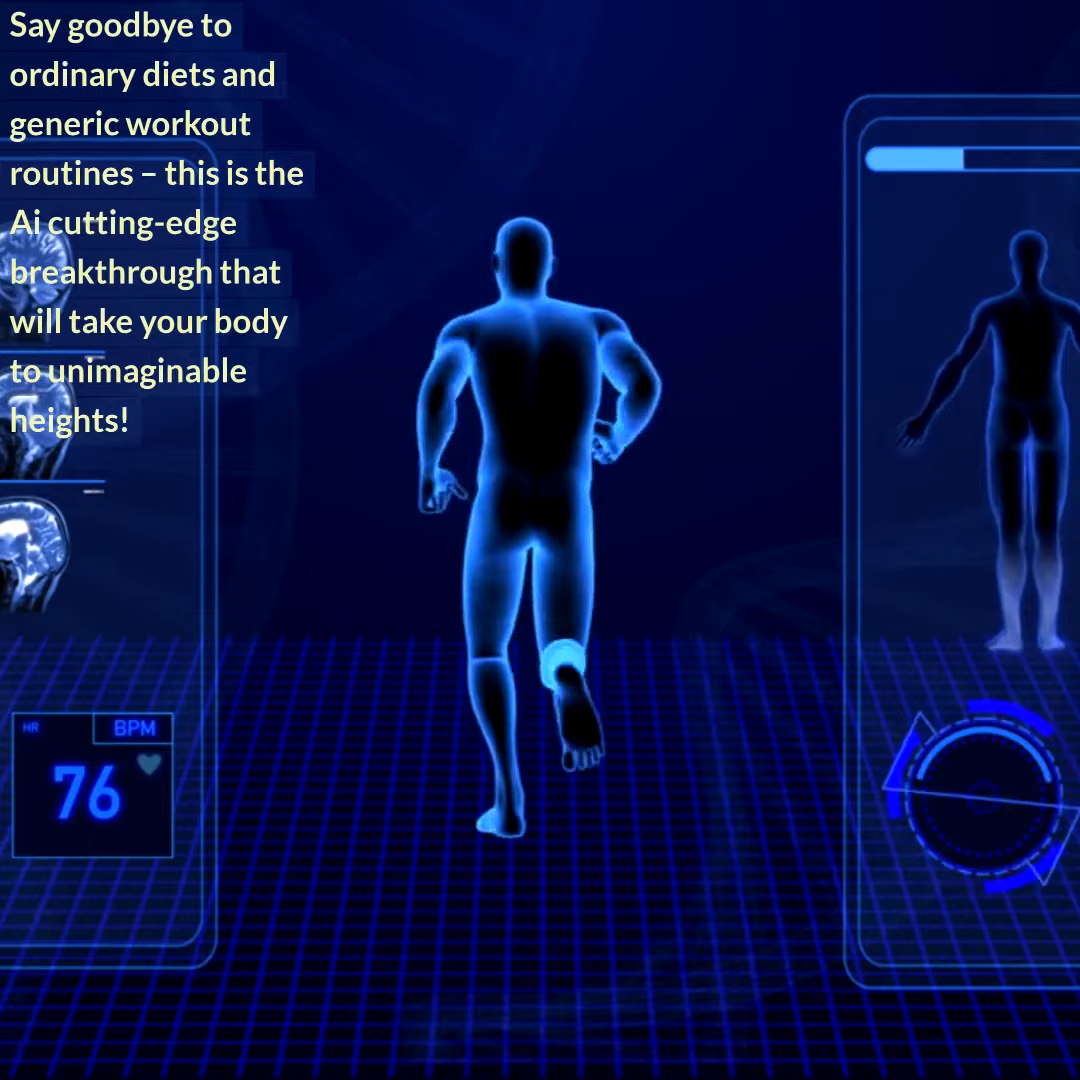 Say goodbye to
ordinary diets and
generic workout
routines – this is the
Ai cutting-edge
breakthrough that
will take your body
to unimaginable
heights!
HR
BPM
76